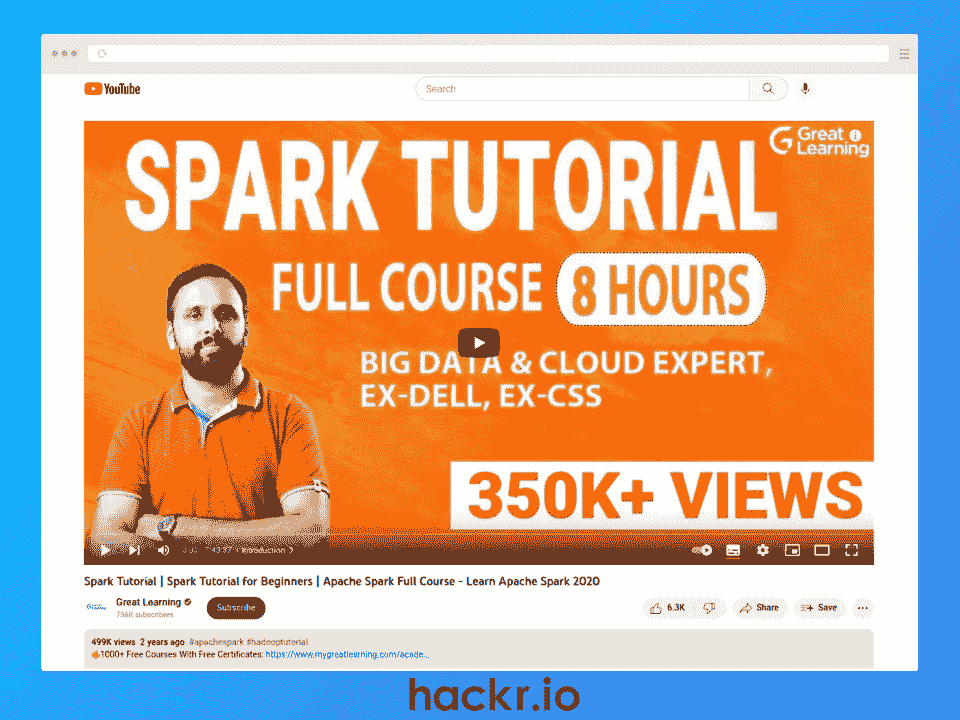 YouTube
Search
Great
Learning
SPARK TUTORIAL
FULL COURSE 8 HOURS
BIG DATA & CLOUD EXPERT,
EX-DELL, EX-CSS
350K+ VIEWS
Introduction
Spark Tutorial | Spark Tutorial for Beginners | Apache Spark Full Course - Learn Apache Spark 2020
Great Learning
736K subscribers
Subscribe
6.3K
Share
Save
499K views 2 years ago #apachespark #hadooptutorial
1000+ Free Courses With Free Certificates: https://www.mygreatlearning.com/acade...
hackr.io